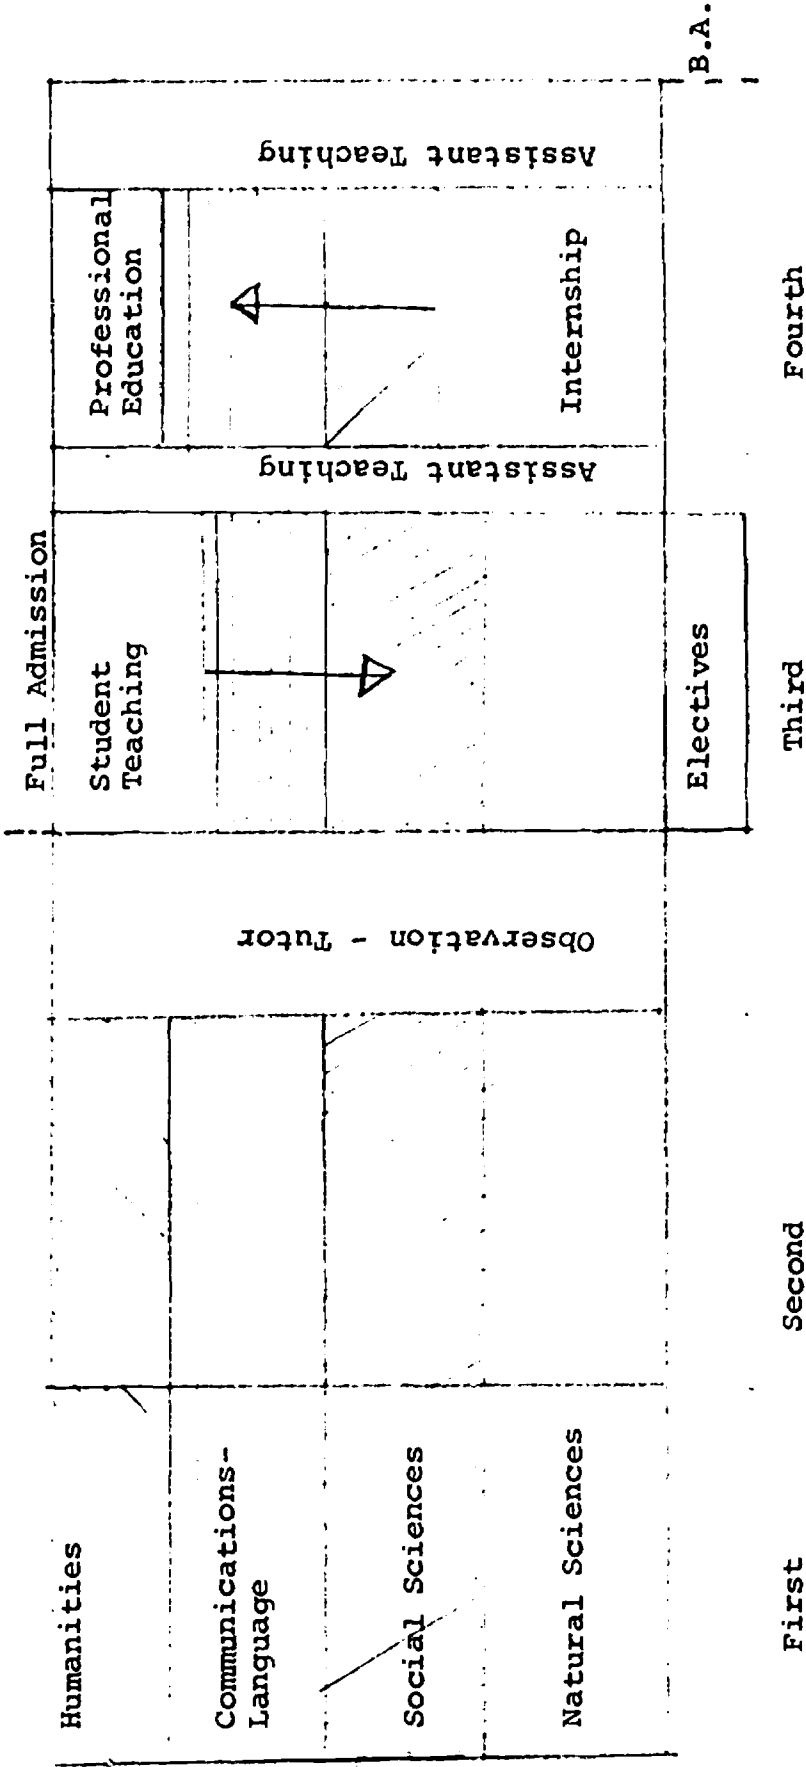 Full Admission
B.A.
Humanities
Communications-
Language
Social Sciences
Natural Sciences
Observation - Tutor
Student
Teaching
Electives
Assistant Teaching
Professional
Education
Internship
Assistant Teaching
First
Second
Third
Fourth